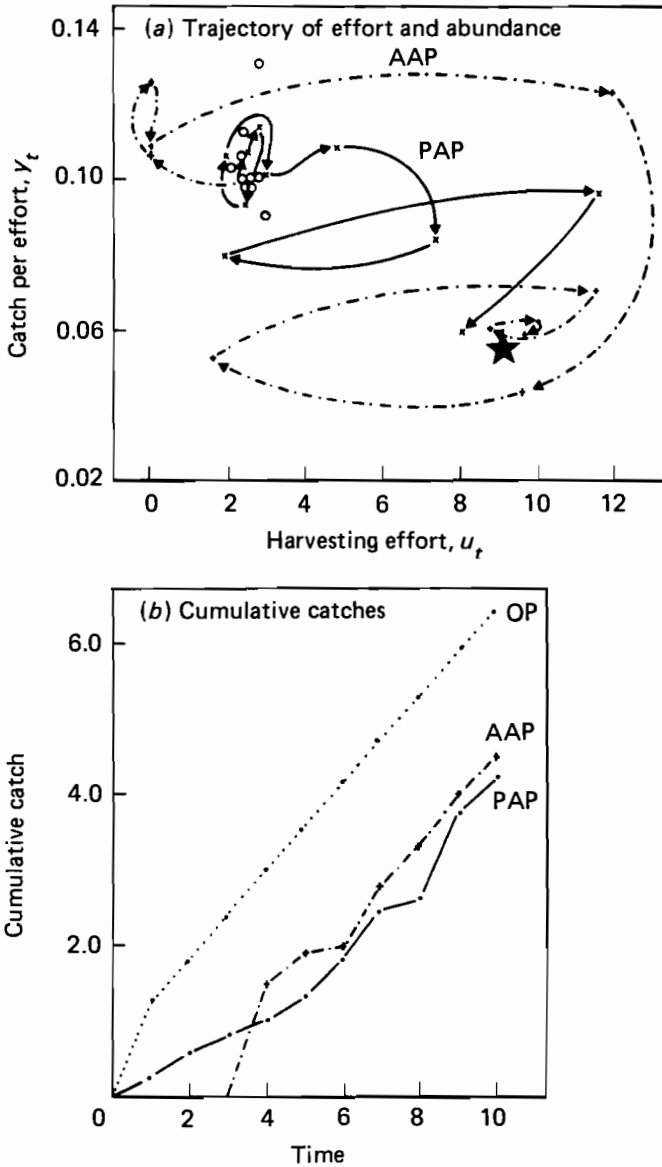 (a) Trajectory of effort and abundance
AAP
PAP
0.14
0.10
0.06
0.02
Catch per effort, y_t
0 2 4 6 8 10 12
Harvesting effort, u_t
(b) Cumulative catches
OP
AAP
PAP
6.0
4.0
2.0
Cumulative catch
0 2 4 6 8 10
Time